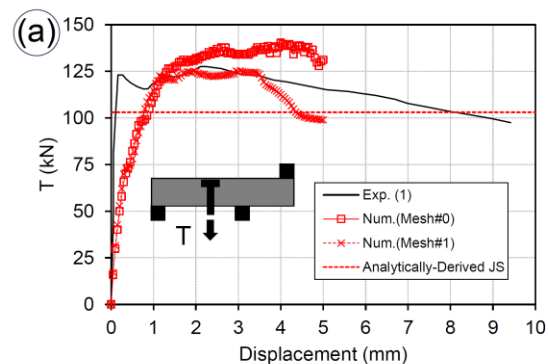 (a)
T (kN)
150
125
100
75
50
25
0
T
Exp. (1)
Num.(Mesh#0)
Num.(Mesh#1)
Analytically-Derived JS
0 1 2 3 4 5 6 7 8 9 10
Displacement (mm)